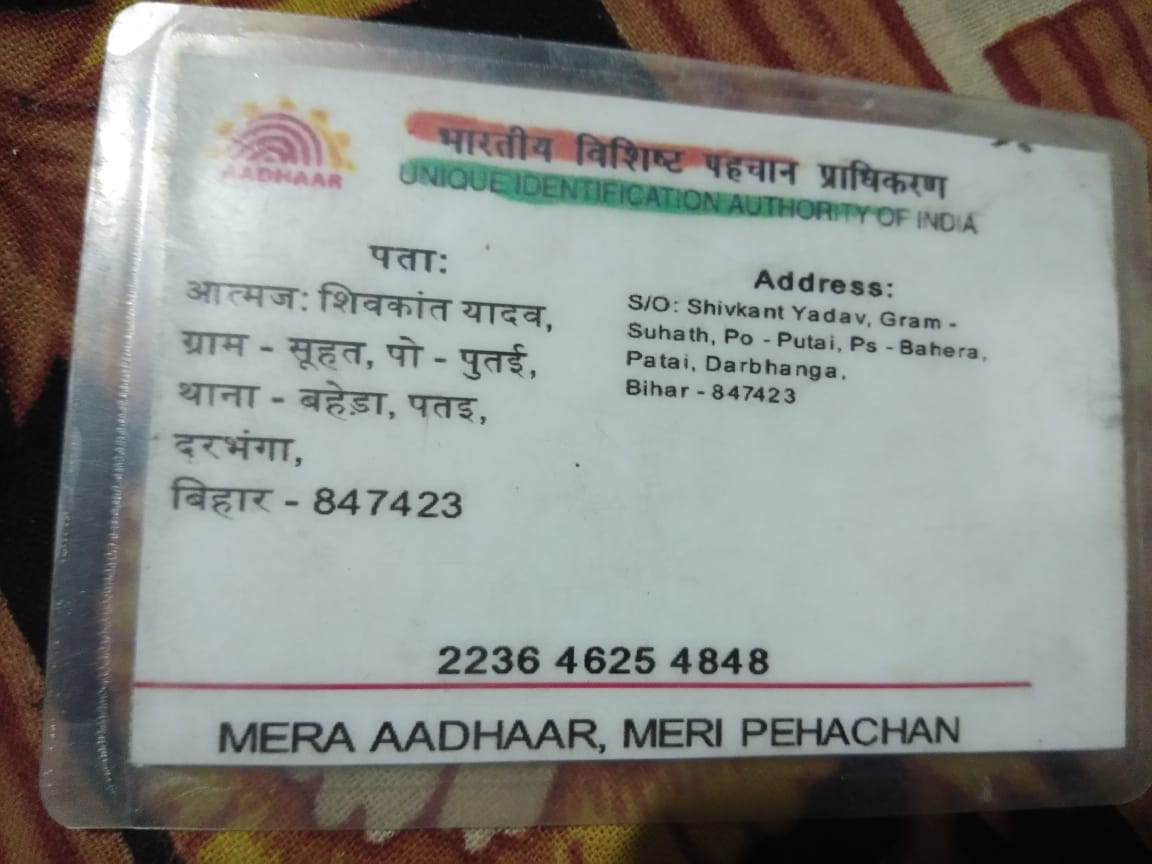 AADHAAR
भारतीय विशिष्ट पहचान प्राधिकरण
UNIQUE IDENTIFICATION AUTHORITY OF INDIA
पता:
आत्मज: शिवकांत यादव,
ग्राम - सूहत, पो - पुतई,
थाना - बहेड़ा, पतइ,
दरभंगा,
बिहार - 847423
Address:
S/O: Shivkant Yadav, Gram -
Suhath, Po - Putai, Ps - Bahera,
Patai, Darbhanga,
Bihar - 847423
2236 4625 4848
MERA AADHAAR, MERI PEHACHAN